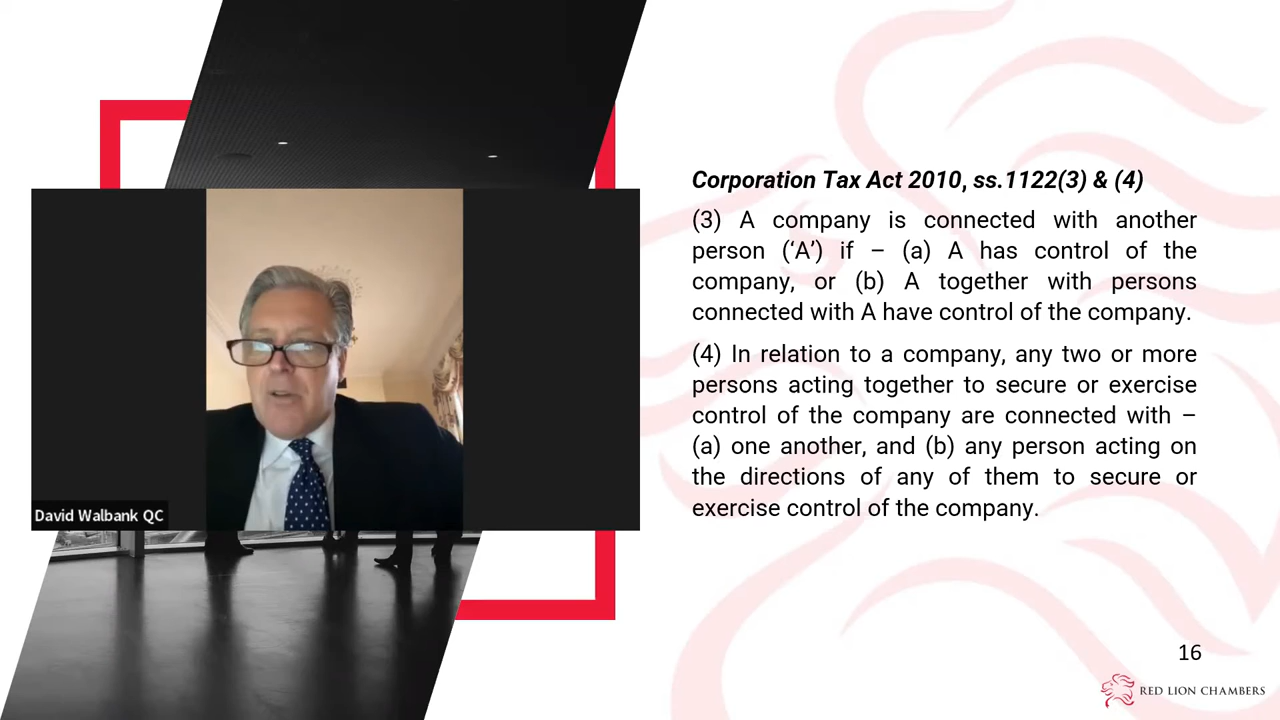 Corporation Tax Act 2010, ss.1122(3) & (4)
(3) A company is connected with another
person (‘A’) if – (a) A has control of the
company, or (b) A together with persons
connected with A have control of the company.
(4) In relation to a company, any two or more
persons acting together to secure or exercise
control of the company are connected with –
(a) one another, and (b) any person acting on
the directions of any of them to secure or
exercise control of the company.
David Walbank QC
16
RED LION CHAMBERS